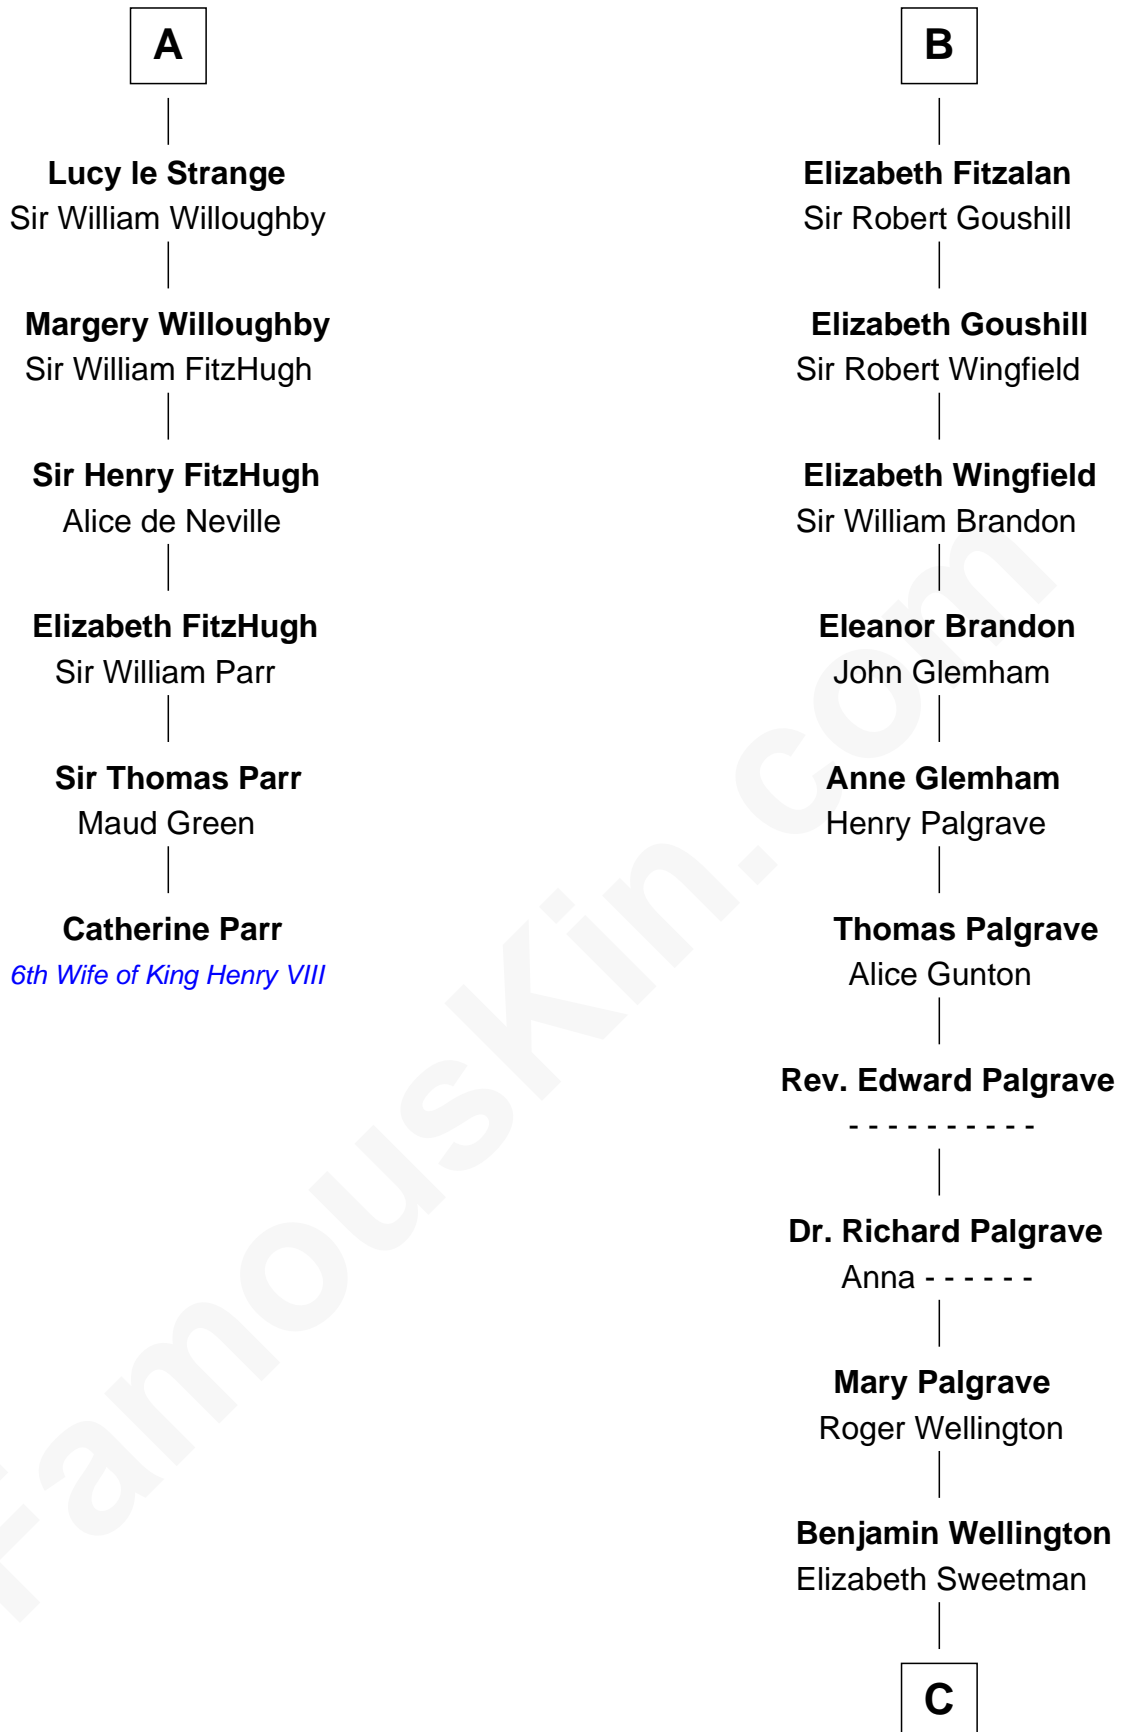 A
Lucy le Strange
Sir William Willoughby
Margery Willoughby
Sir William FitzHugh
Sir Henry FitzHugh
Alice de Neville
Elizabeth FitzHugh
Sir William Parr
Sir Thomas Parr
Maud Green
Catherine Parr
6th Wife of King Henry VIII
B
Elizabeth Fitzalan
Sir Robert Goushill
Elizabeth Goushill
Sir Robert Wingfield
Elizabeth Wingfield
Sir William Brandon
Eleanor Brandon
John Glemham
Anne Glemham
Henry Palgrave
Thomas Palgrave
Alice Gunton
Rev. Edward Palgrave
- - - - - - - - - -
Dr. Richard Palgrave
Anna - - - - - -
Mary Palgrave
Roger Wellington
Benjamin Wellington
Elizabeth Sweetman
C
FamousKin.com